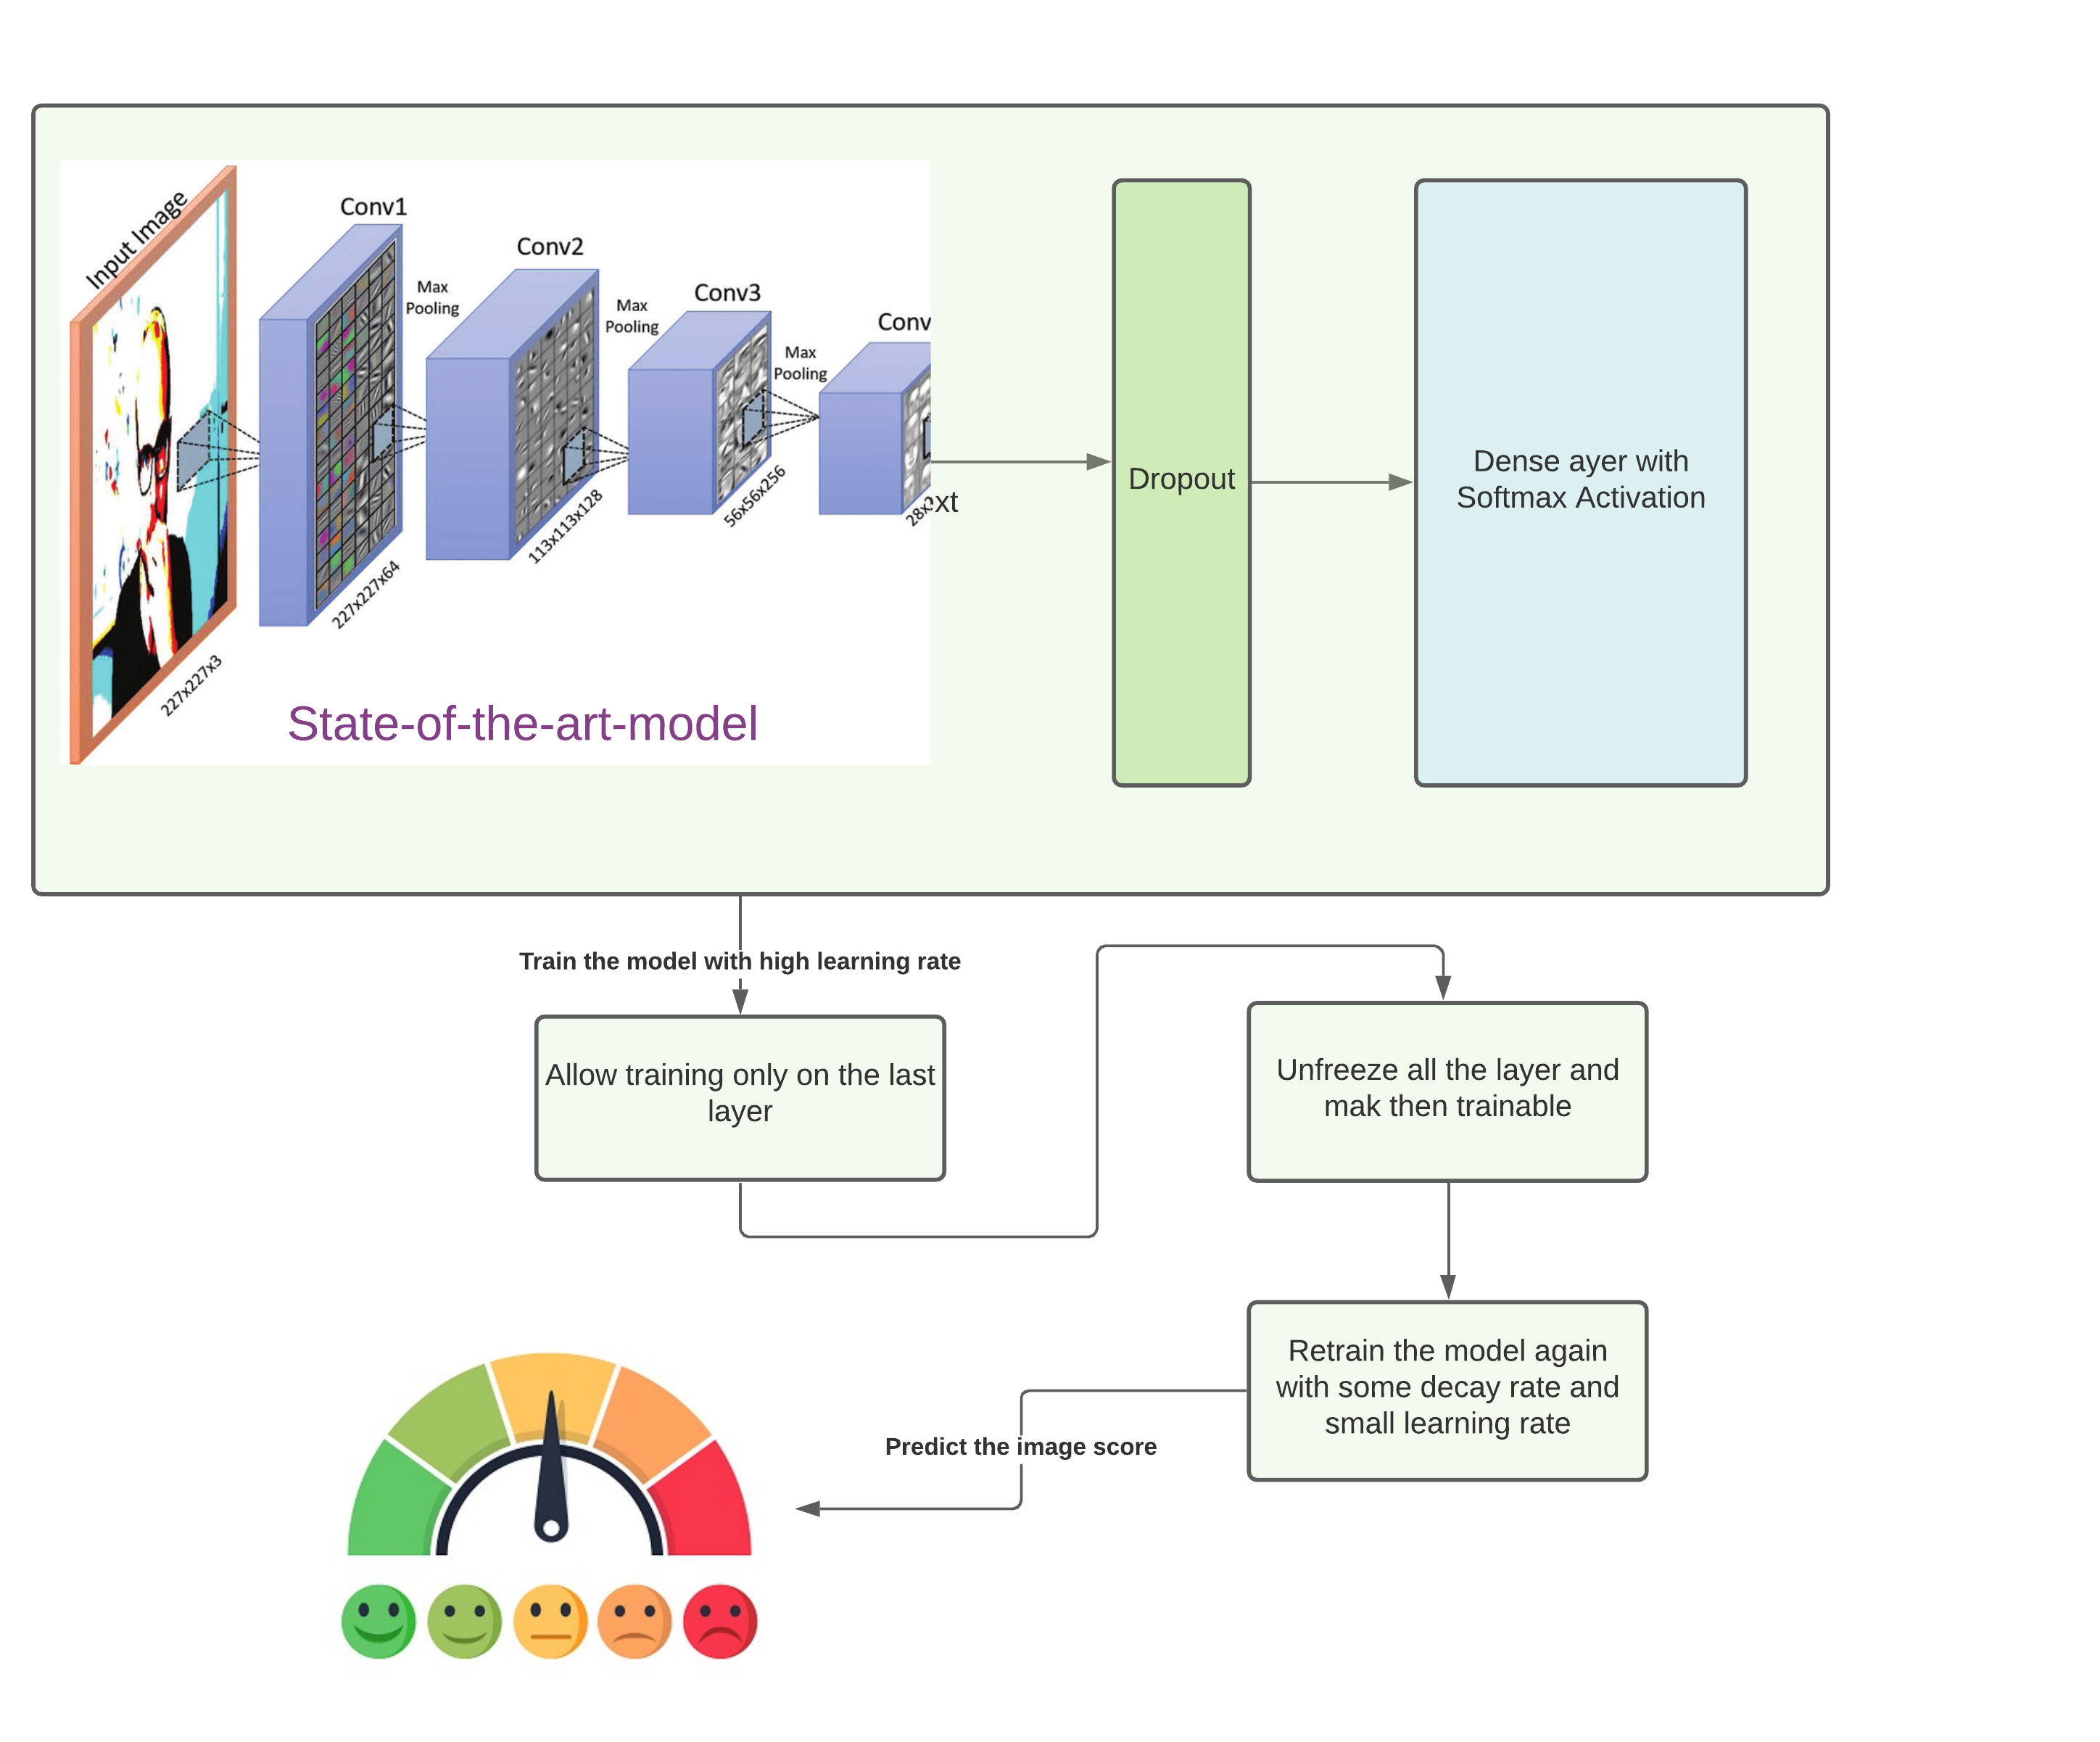 Input Image
Conv1
Conv2
Conv3
Conv
Max
Pooling
Max
Pooling
Max
Pooling
227x227x3
227x227x64
113x113x128
56x56x256
xt
State-of-the-art-model
Dropout
Dense ayer with
Softmax Activation
Train the model with high learning rate
Allow training only on the last
layer
Unfreeze all the layer and
mak then trainable
Retrain the model again
with some decay rate and
small learning rate
Predict the image score